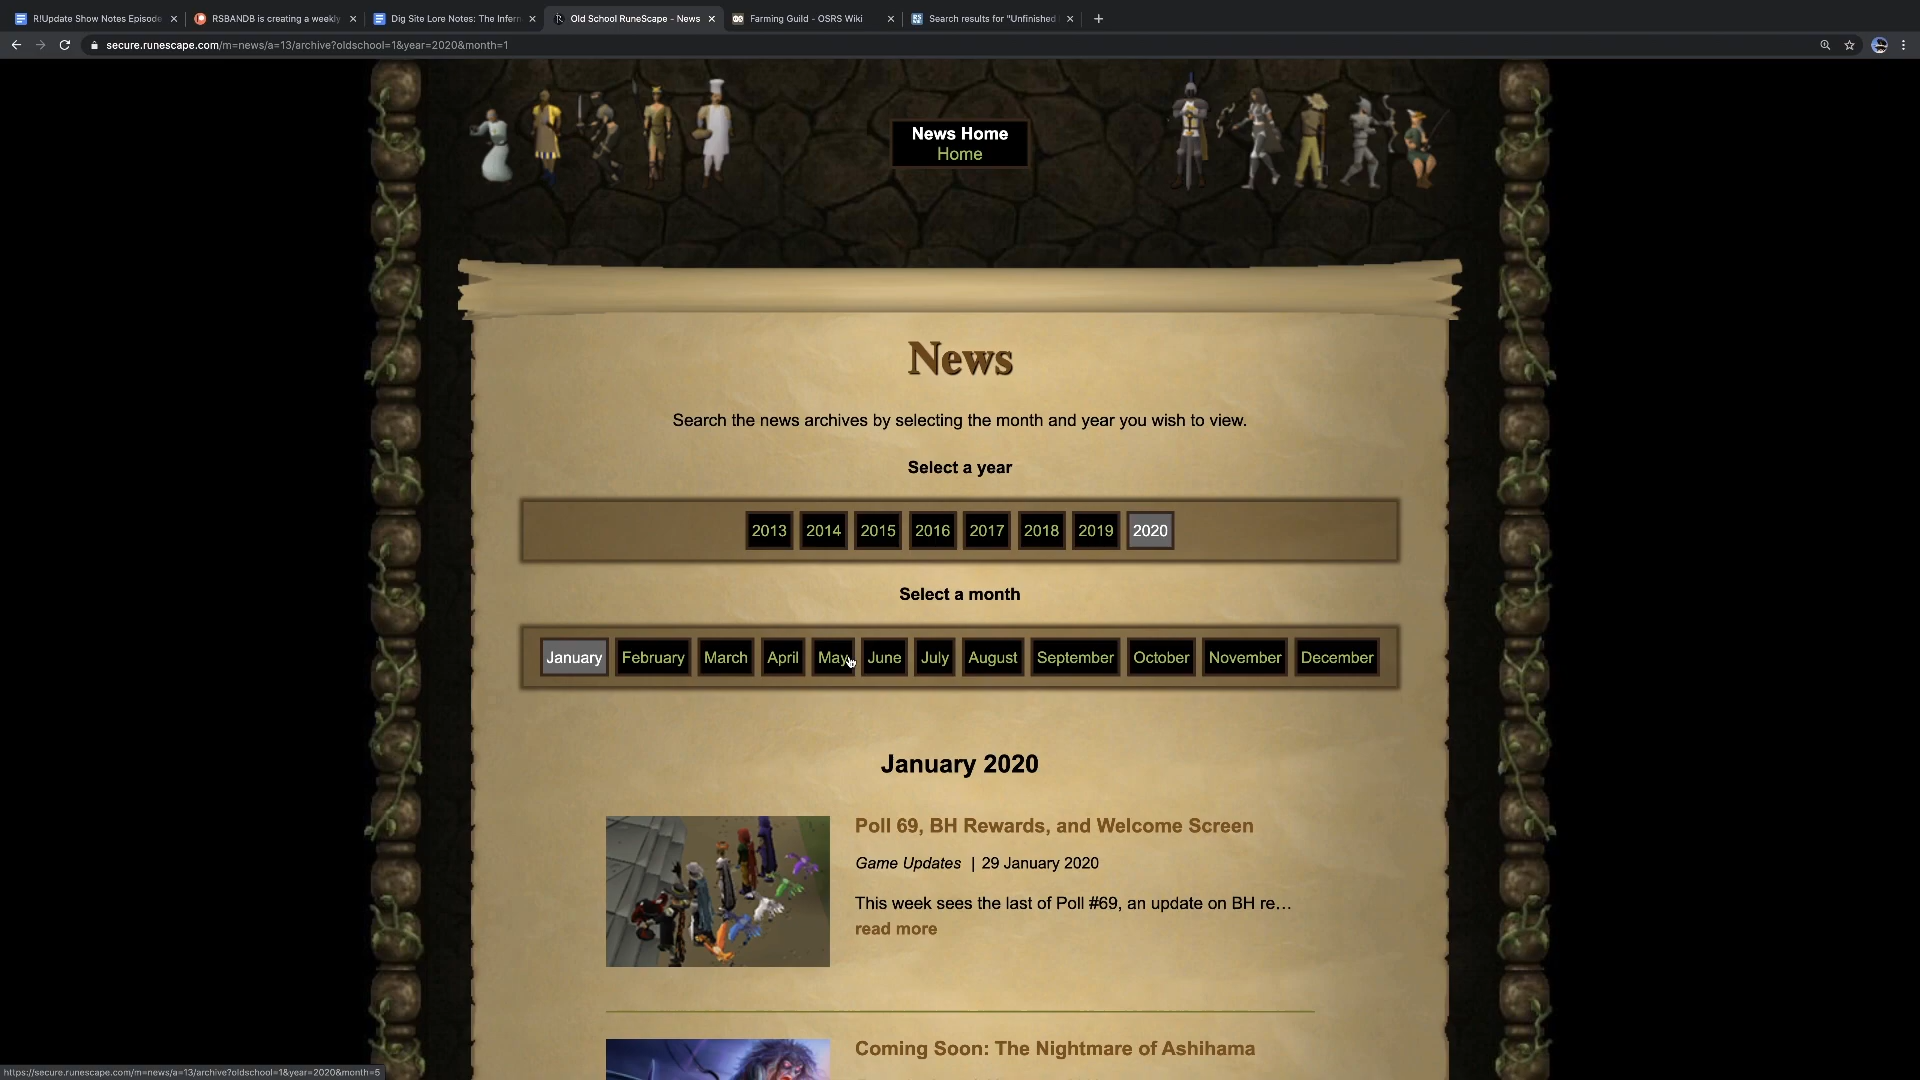 R!Update Show Notes Episode
RSBANDB is creating a weekly
Dig Site Lore Notes: The Infern
Old School RuneScape - News
Farming Guild - OSRS Wiki
Search results for "Unfinished
secure.runescape.com/m=news/a=13/archive?oldschool=1&year=2020&month=1
News Home
Home
News
Search the news archives by selecting the month and year you wish to view.
Select a year
2013 2014 2015 2016 2017 2018 2019 2020
Select a month
January February March April May June July August September October November December
January 2020
Poll 69, BH Rewards, and Welcome Screen
Game Updates | 29 January 2020
This week sees the last of Poll #69, an update on BH re...
read more
Coming Soon: The Nightmare of Ashihama
https://secure.runescape.com/m=news/a=13/archive?oldschool=1&year=2020&month=5